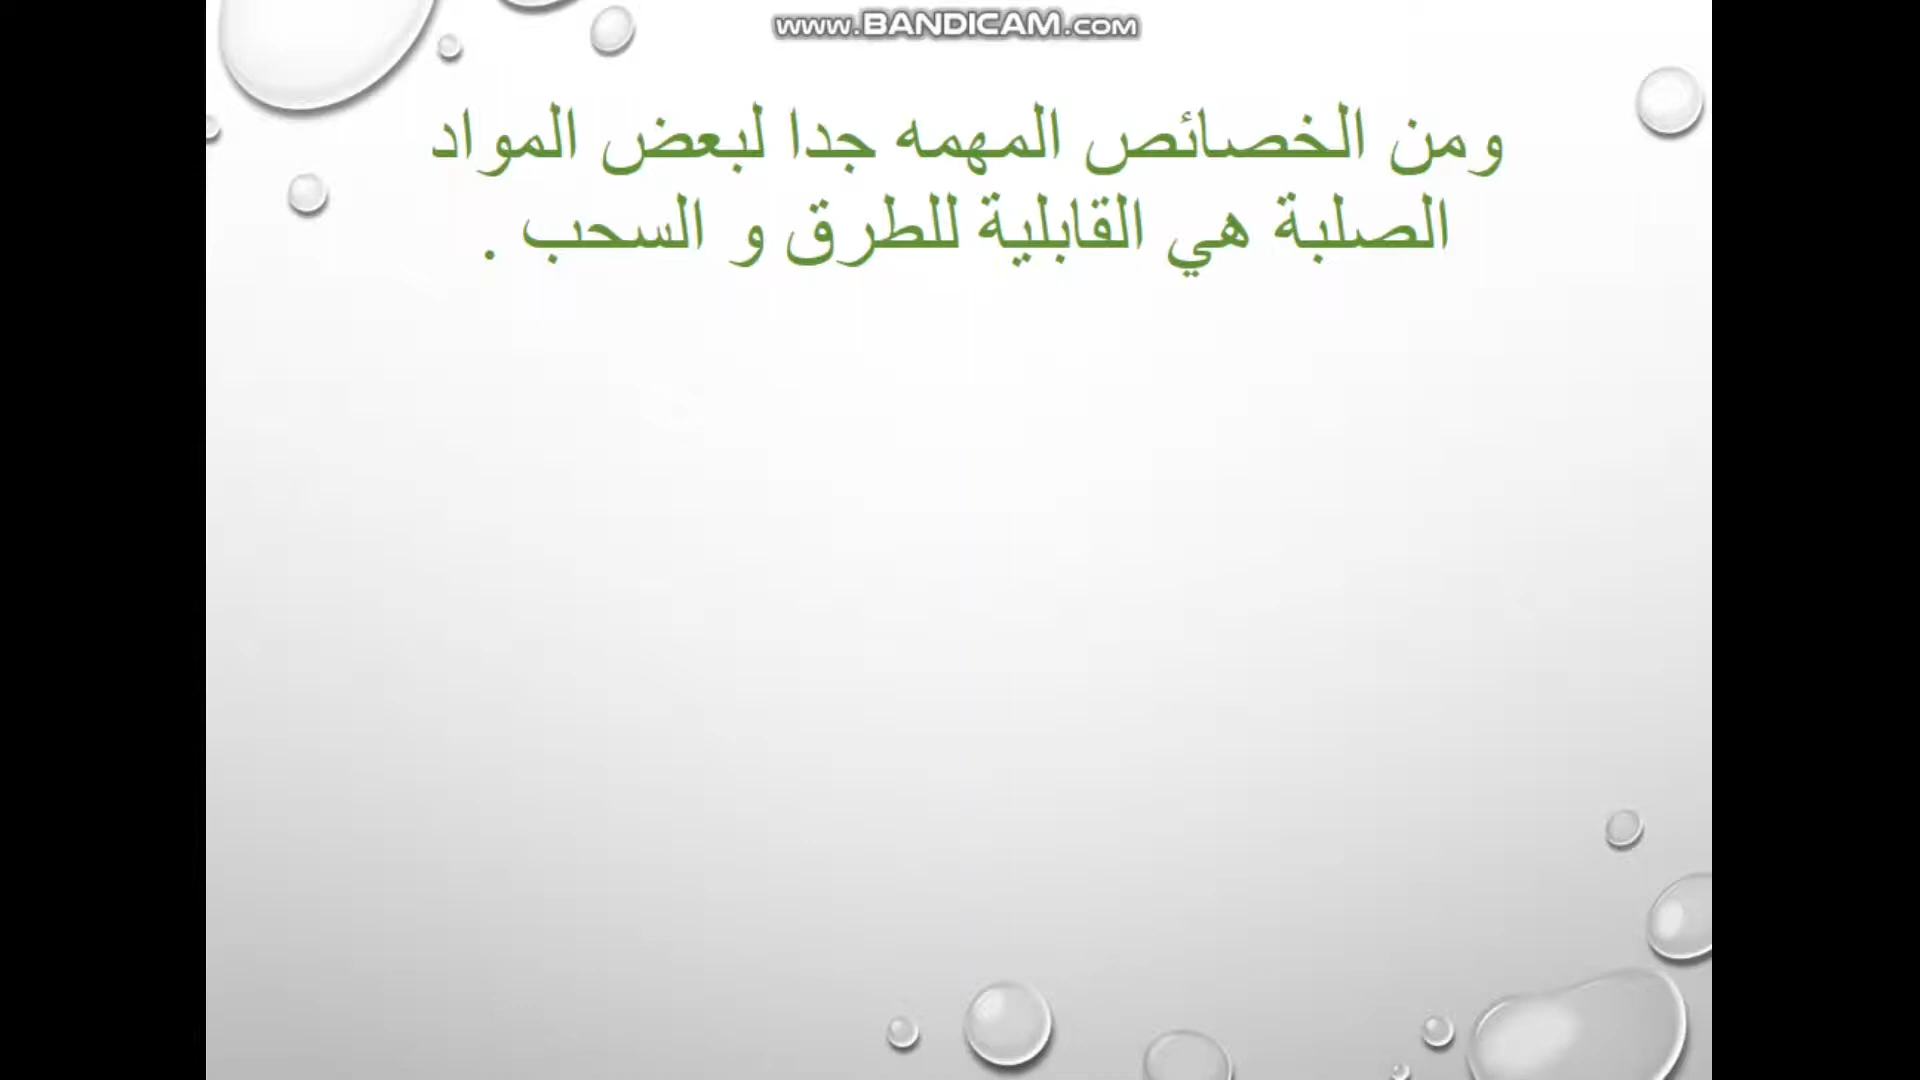 www.BANDICAM.com
ومن الخصائص المهمه جدا لبعض المواد
الصلبة هي القابلية للطرق و السحب .